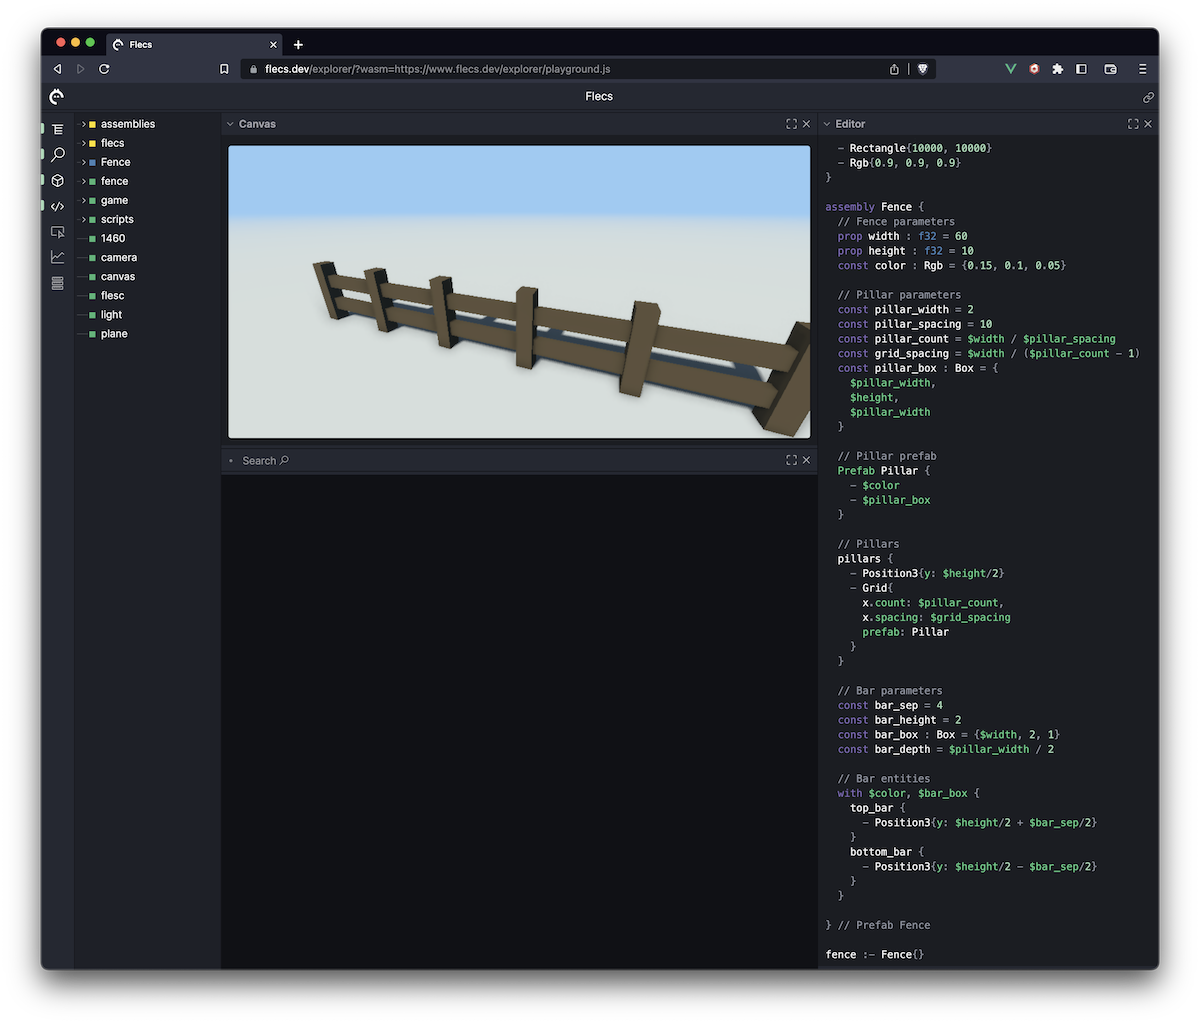 Flecs
flecs.dev/explorer/?wasm=https://www.flecs.dev/explorer/playground.js
Flecs
assemblies
flecs
Fence
fence
game
scripts
1460
camera
canvas
flesc
light
plane
Canvas
Search
Editor
- Rectangle{10000, 10000}
- Rgb{0.9, 0.9, 0.9}
}
assembly Fence {
// Fence parameters
prop width : f32 = 60
prop height : f32 = 10
const color : Rgb = {0.15, 0.1, 0.05}
// Pillar parameters
const pillar_width = 2
const pillar_spacing = 10
const pillar_count = $width / $pillar_spacing
const grid_spacing = $width / ($pillar_count - 1)
const pillar_box : Box = {
$pillar_width,
$height,
$pillar_width
}
// Pillar prefab
Prefab Pillar {
- $color
- $pillar_box
}
// Pillars
pillars {
- Position3{y: $height/2}
- Grid{
x.count: $pillar_count,
x.spacing: $grid_spacing
prefab: Pillar
}
}
// Bar parameters
const bar_sep = 4
const bar_height = 2
const bar_box : Box = {$width, 2, 1}
const bar_depth = $pillar_width / 2
// Bar entities
with $color, $bar_box {
top_bar {
- Position3{y: $height/2 + $bar_sep/2}
}
bottom_bar {
- Position3{y: $height/2 - $bar_sep/2}
}
}
} // Prefab Fence
fence :- Fence{}